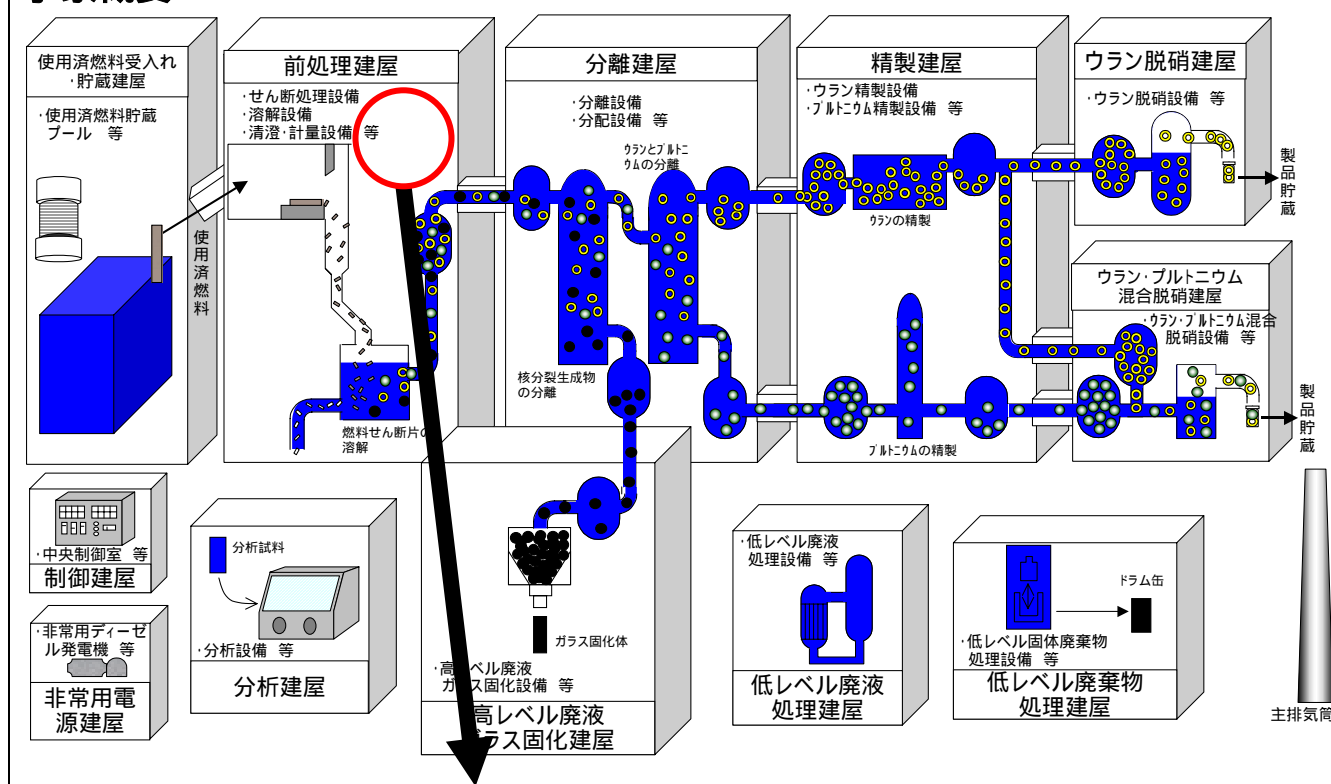 使用済燃料受入れ
・貯蔵建屋
・使用済燃料貯蔵
プール 等
使用済燃料
前処理建屋
・せん断処理設備
・溶解設備
・清澄・計量設備 等
燃料せん断片の
溶解
分離建屋
・分離設備
・分配設備 等
ウランとプルトニ
ウムの分離
核分裂生成物
の分離
精製建屋
・ウラン精製設備
・プルトニウム精製設備 等
ウランの精製
プルトニウムの精製
ウラン脱硝建屋
・ウラン脱硝設備 等
製品貯蔵
ウラン・プルトニウム
混合脱硝建屋
・ウラン・プルトニウム混合
脱硝設備 等
製品貯蔵
・中央制御室 等
制御建屋
・非常用ディーゼ
ル発電機 等
非常用電
源建屋
分析試料
・分析設備 等
分析建屋
ガラス固化体
・高レベル廃液
ガラス固化設備 等
高レベル廃液
ガラス固化建屋
・低レベル廃液
処理設備 等
低レベル廃液
処理建屋
ドラム缶
・低レベル固体廃棄物
処理設備 等
低レベル廃棄物
処理建屋
主排気筒